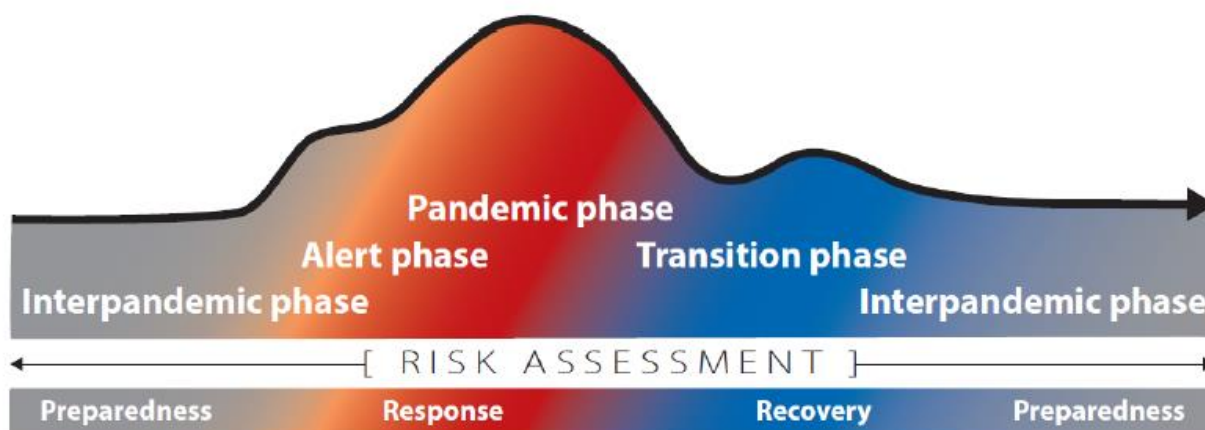 Pandemic phase
Alert phase
Transition phase
Interpandemic phase
Interpandemic phase
[ RISK ASSESSMENT ]
Preparedness
Response
Recovery
Preparedness